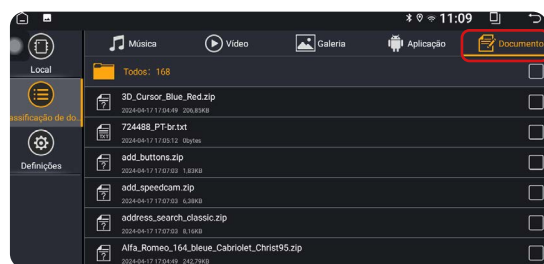 11:09
Música
Vídeo
Galeria
Aplicação
Documento
Local
Todos: 168
3D_Cursor_Blue_Red.zip
2024-04-17 17:04:49 206,85KB
assificação de do..
724488_PT-br.txt
TXT
2024-04-17 17:05:12 0bytes
Definições
add_buttons.zip
2024-04-17 17:07:03 1,83KB
add_speedcam.zip
2024-04-17 17:07:03 6,38KB
address_search_classic.zip
2024-04-17 17:07:03 8,16KB
Alfa_Romeo_164_bleue_Cabriolet_Christ95.zip
2024-04-17 17:04:49 242,79KB